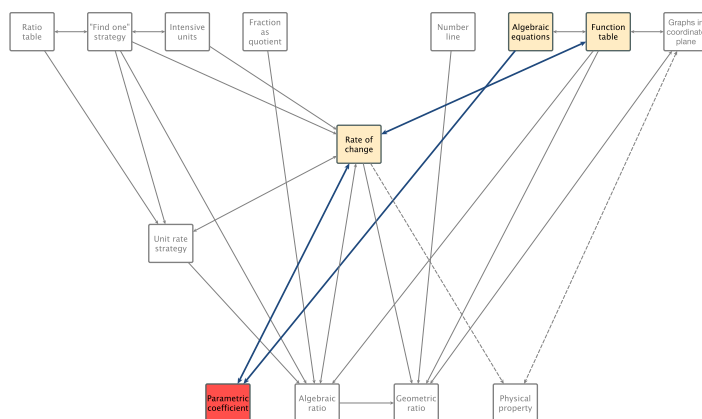 Ratio
table
"Find one"
strategy
Intensive
units
Fraction
as
quotient
Number
line
Algebraic
equations
Function
table
Graphs in
coordinate
plane
Rate of
change
Unit rate
strategy
Parametric
coefficient
Algebraic
ratio
Geometric
ratio
Physical
property